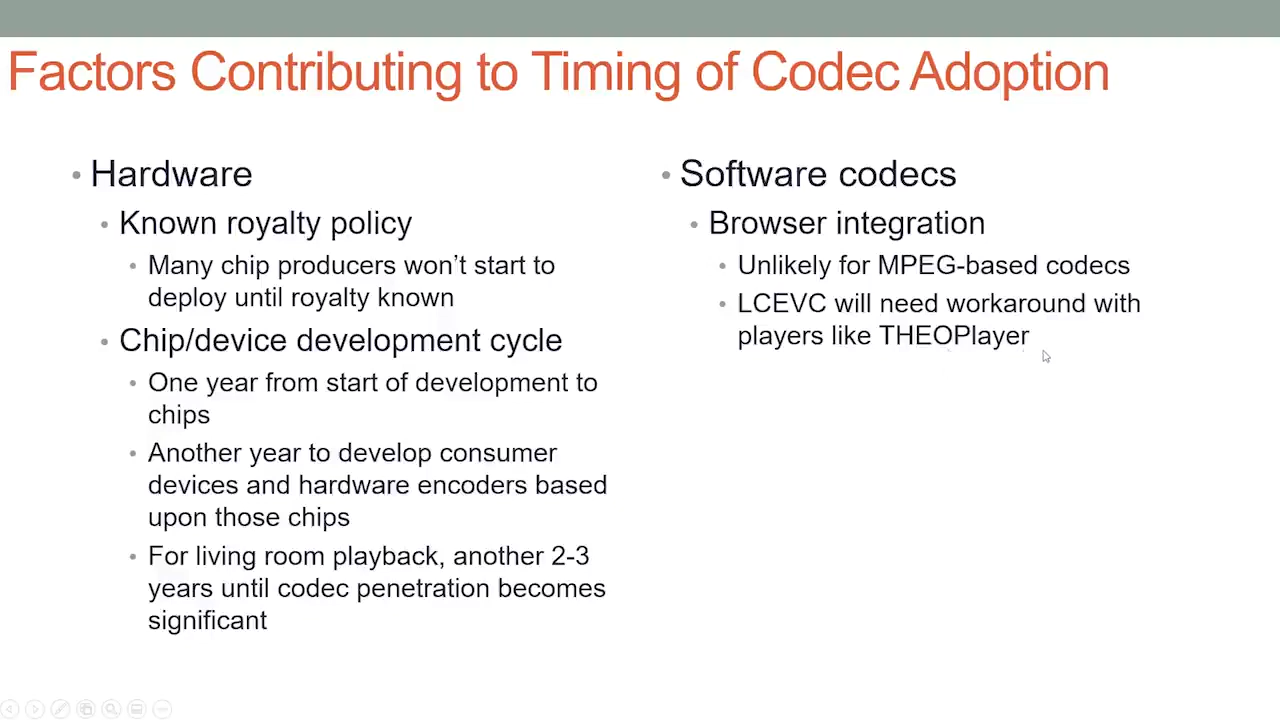 Factors Contributing to Timing of Codec Adoption
• Hardware
• Known royalty policy
• Many chip producers won’t start to
deploy until royalty known
• Chip/device development cycle
• One year from start of development to
chips
• Another year to develop consumer
devices and hardware encoders based
upon those chips
• For living room playback, another 2-3
years until codec penetration becomes
significant
• Software codecs
• Browser integration
• Unlikely for MPEG-based codecs
• LCEVC will need workaround with
players like THEOPlayer